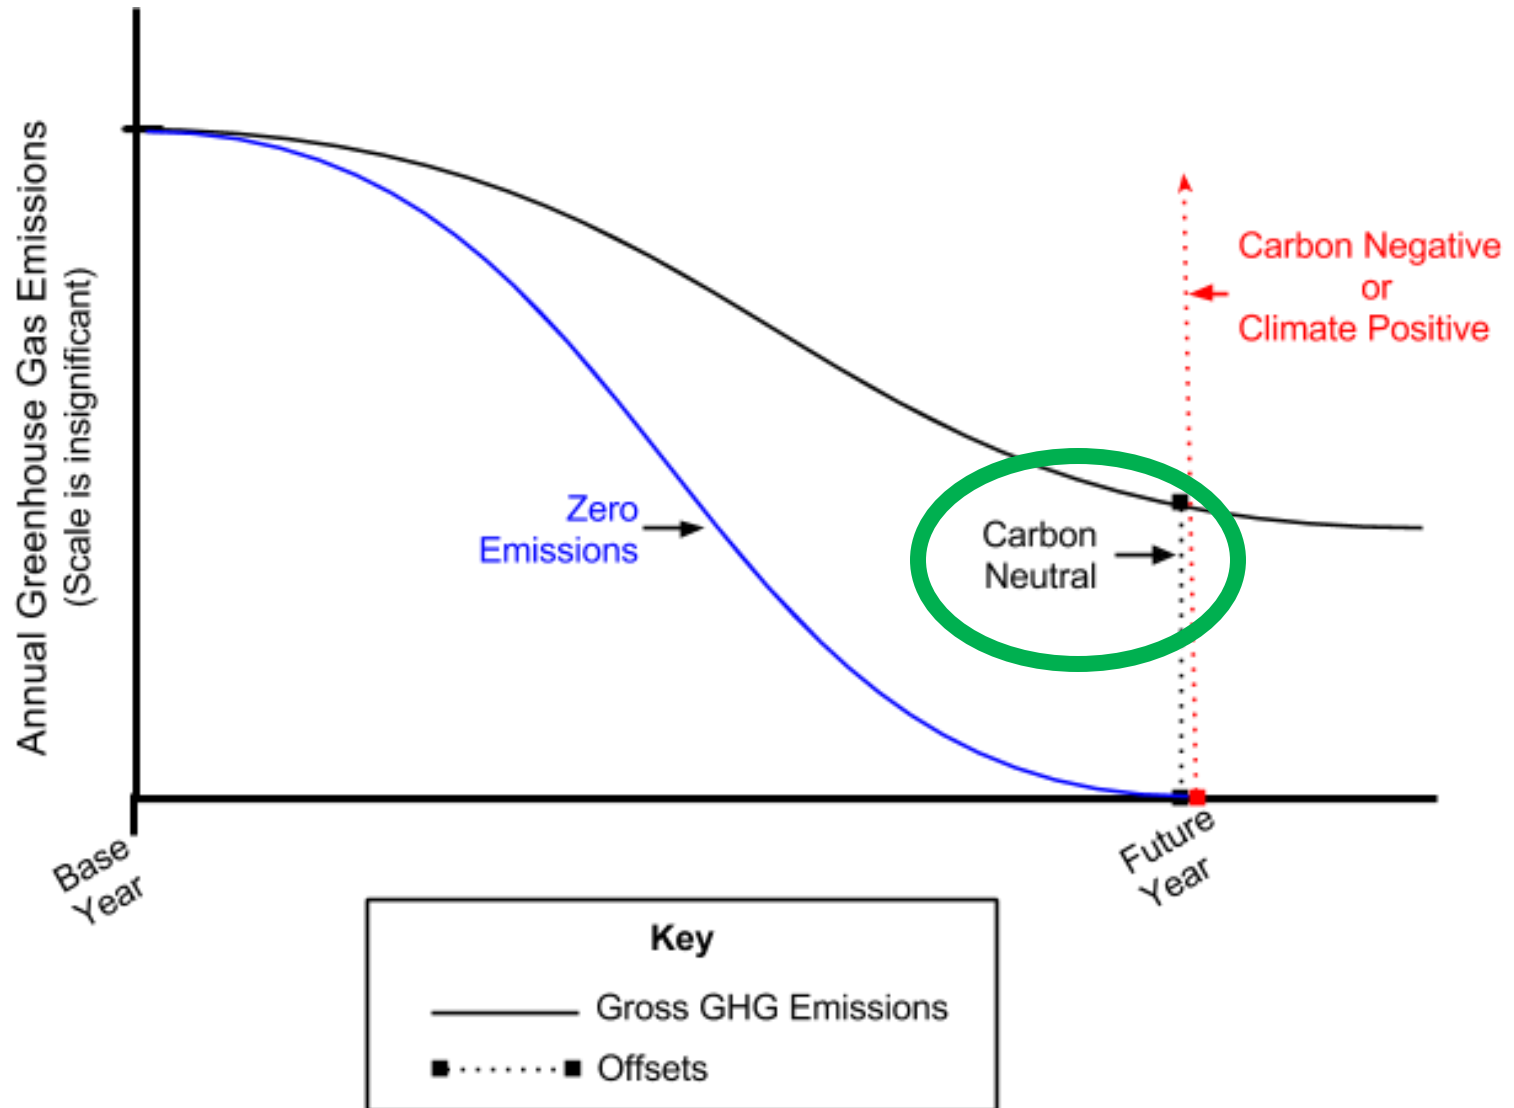 Annual Greenhouse Gas Emissions
(Scale is insignificant)
Carbon Negative
or
Climate Positive
Zero
Emissions
Carbon
Neutral
Base
Year
Future
Year
Key
Gross GHG Emissions
Offsets